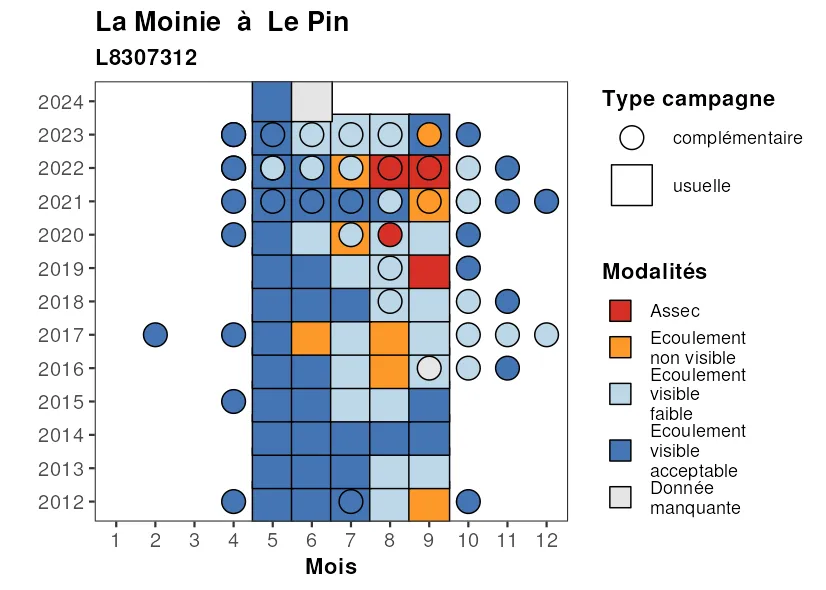 La Moinie à Le Pin
L8307312
2024
2023
2022
2021
2020
2019
2018
2017
2016
2015
2014
2013
2012
1 2 3 4 5 6 7 8 9 10 11 12
Mois
Type campagne
complémentaire
usuelle
Modalités
Assec
Ecoulement
non visible
Ecoulement
visible
faible
Ecoulement
visible
acceptable
Donnée
manquante